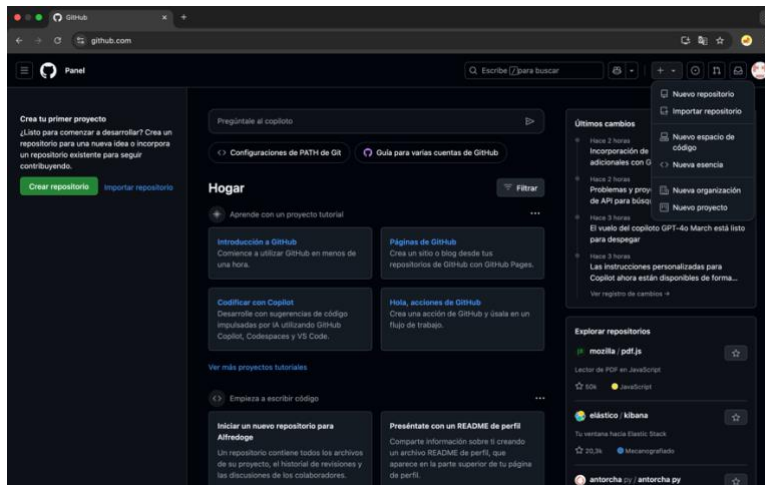 GitHub
github.com
Panel
Escribe / para buscar
Crea tu primer proyecto
¿Listo para comenzar a desarrollar? Crea un
repositorio para una nueva idea o incorpora
un repositorio existente para seguir
contribuyendo.
Crear repositorio
Importar repositorio
Pregúntale al copiloto
Configuraciones de PATH de Git
Guía para varias cuentas de GitHub
Hogar
Filtrar
Aprende con un proyecto tutorial
Introducción a GitHub
Comience a utilizar GitHub en menos de
una hora.
Páginas de GitHub
Crea un sitio o blog desde tus
repositorios de GitHub con GitHub Pages.
Codificar con Copilot
Desarrolle con sugerencias de código
impulsadas por IA utilizando GitHub
Copilot, Codespaces y VS Code.
Hola, acciones de GitHub
Crea una acción de GitHub y úsala en un
flujo de trabajo.
Ver más proyectos tutoriales
Empieza a escribir código
Iniciar un nuevo repositorio para
Alfredoge
Un repositorio contiene todos los archivos
de su proyecto, el historial de revisiones y
las discusiones de los colaboradores.
Preséntate con un README de perfil
Comparte información sobre ti creando
un archivo README de perfil, que
aparece en la parte superior de tu página
de perfil.
Nuevo repositorio
Importar repositorio
Nuevo espacio de
código
Nueva esencia
Nueva organización
Nuevo proyecto
Últimos cambios
Hace 2 horas
Incorporación de
adicionales con G
Hace 2 horas
Problemas y proy
de API para búsq
Hace 3 horas
El vuelo del copiloto GPT-4o March está listo
para despegar
Hace 3 horas
Las instrucciones personalizadas para
Copilot ahora están disponibles de forma...
Ver registro de cambios →
Explorar repositorios
mozilla / pdf.js
Lector de PDF en JavaScript
50k JavaScript
elástico / kibana
Tu ventana hacia Elastic Stack
20,3k Mecanografiado
antorcha py / antorcha py